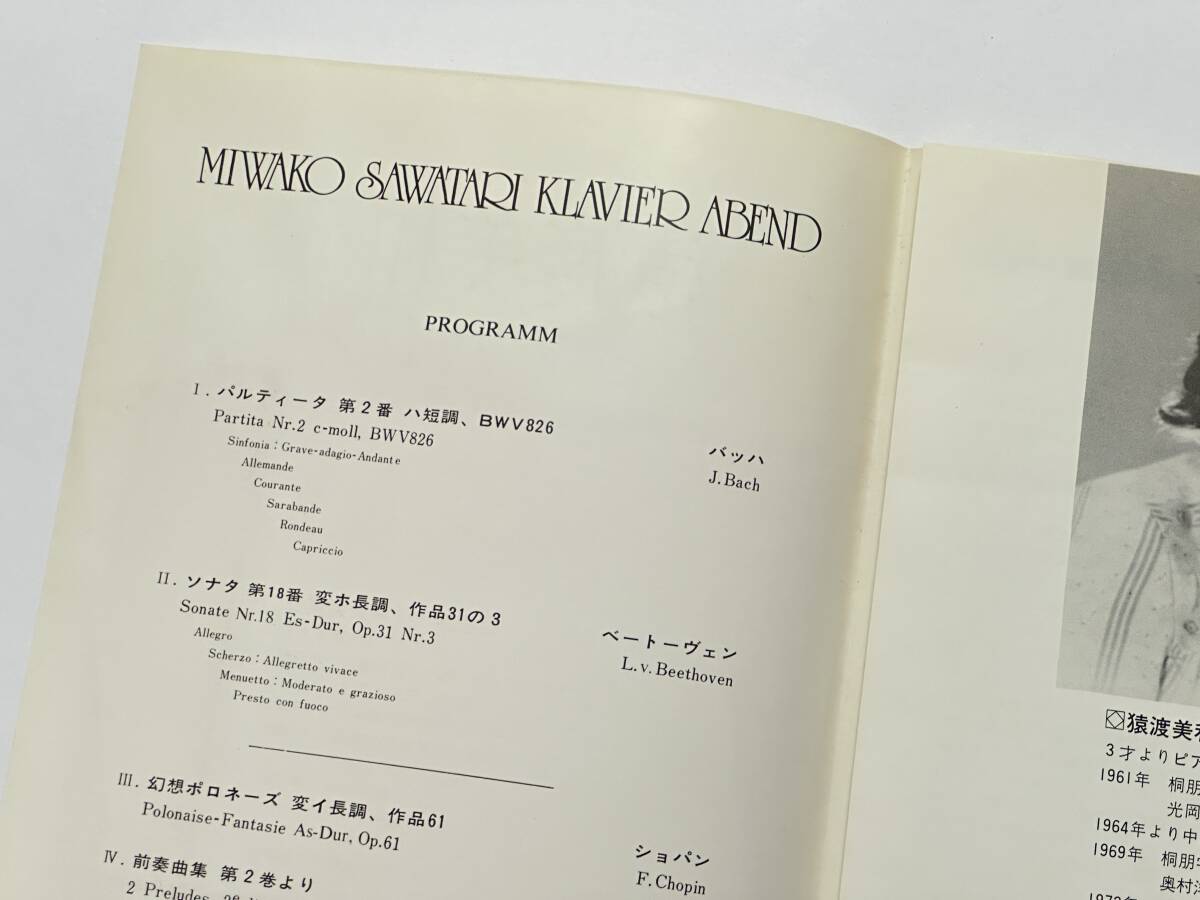 MIWAKO SAWATARI KLAVIER ABEND
PROGRAMM
I. パルティータ 第2番 ハ短調、BWV826
Partita Nr.2 c-moll, BWV826
バッハ
J.Bach
Sinfonia:Grave-adagio-Andante
Allemande
Courante
Sarabande
Rondeau
Capriccio
II. ソナタ 第18番 変ホ長調、作品31の3
Sonate Nr.18 Es-Dur, Op.31 Nr.3
ベートーヴェン
L.v.Beethoven
Allegro
Scherzo:Allegretto vivace
Menuetto:Moderato e grazioso
Presto con fuoco
III. 幻想ポロネーズ 変イ長調、作品61
Polonaise-Fantasie As-Dur, Op.61
ショパン
F.Chopin
IV. 前奏曲集 第2巻より
2 Preludes
猿渡美
3才よりピア
1961年 桐朋
光岡
1964年より中
1969年 桐朋
奥村